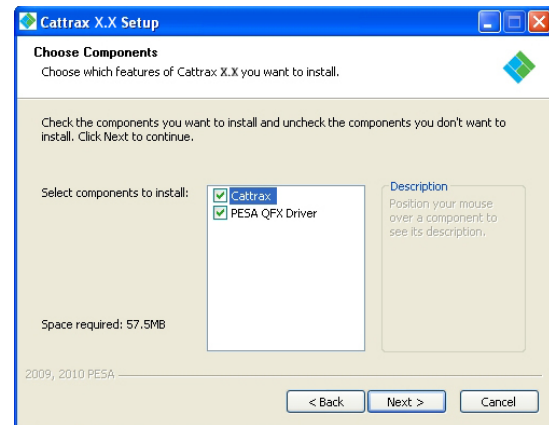 Cattrax X.X Setup
Choose Components
Choose which features of Cattrax X.X you want to install.
Check the components you want to install and uncheck the components you don't want to
install. Click Next to continue.
Select components to install:
Cattrax
PESA QFX Driver
Description
Position your mouse
over a component to
see its description.
Space required: 57.5MB
2009, 2010 PESA
< Back
Next >
Cancel